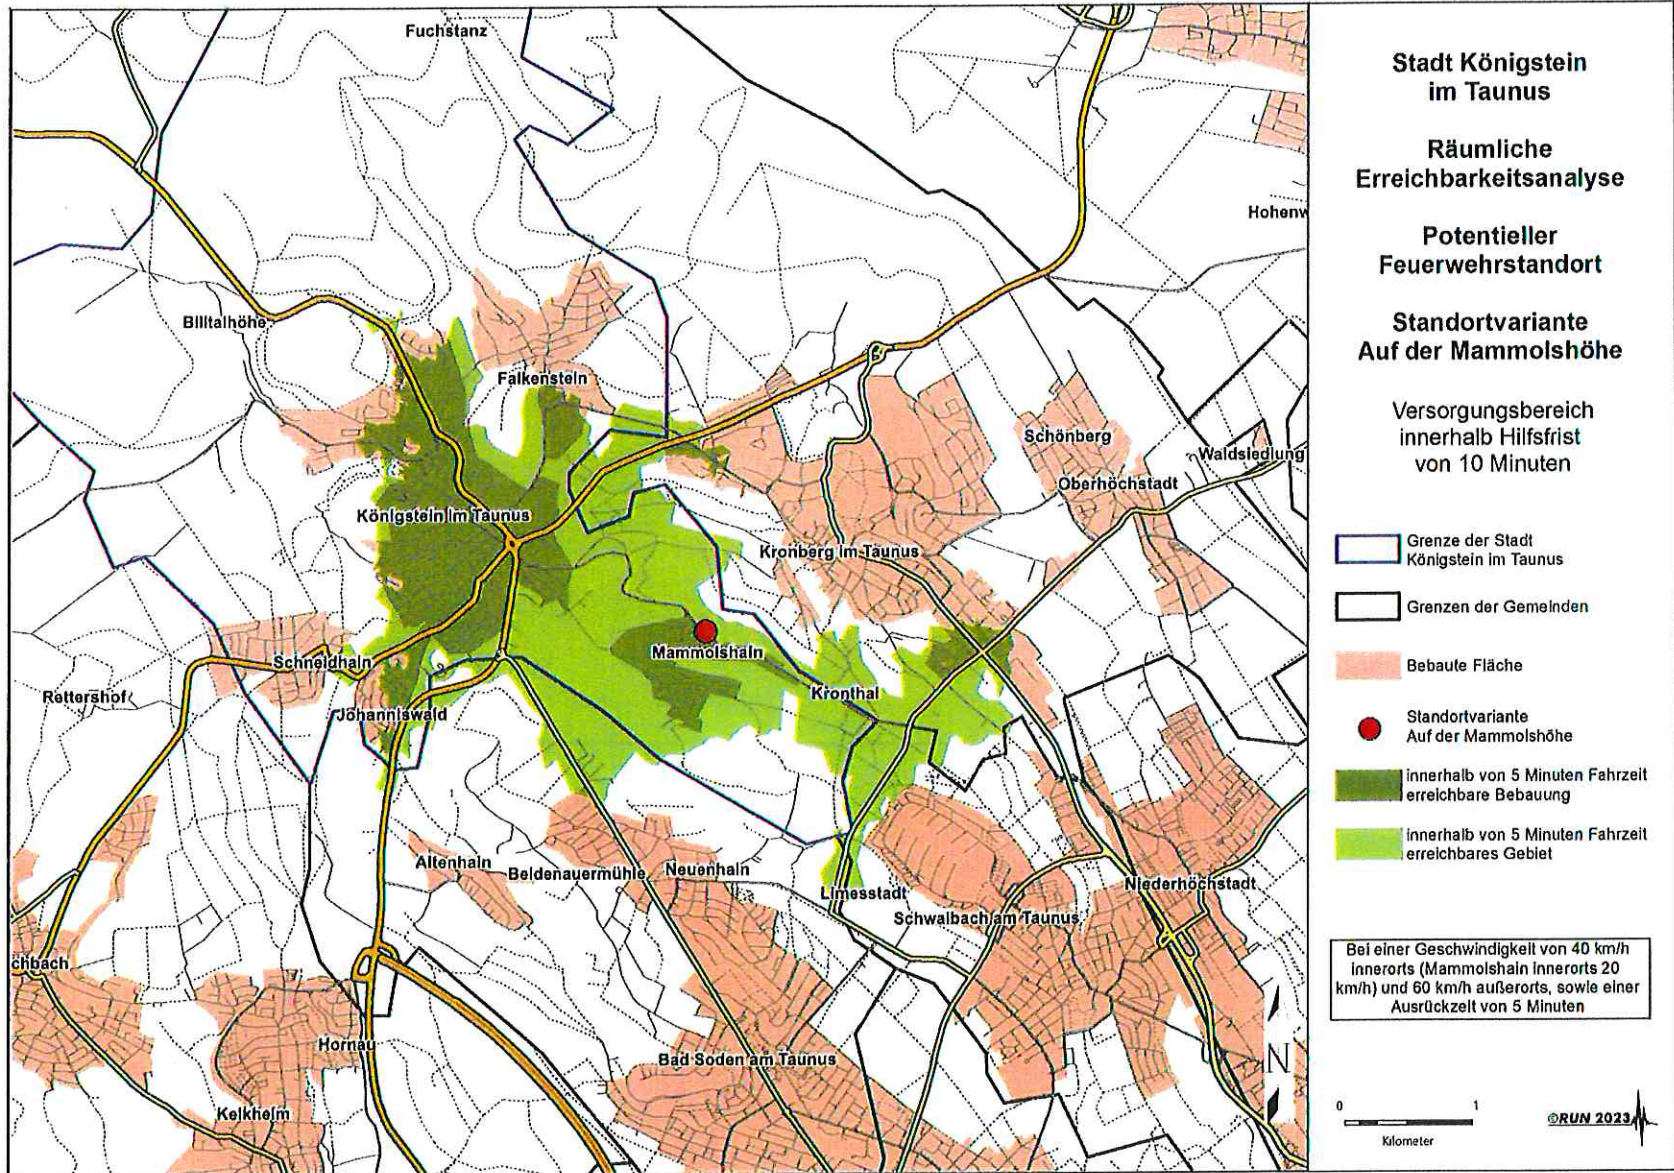 Fuchstanz
Hohenw
Billtalhöhe
Falkenstein
Schönberg
Waldsiedlung
Oberhöchstadt
Königstein im Taunus
Kronberg im Taunus
Mammolshain
Schneidhain
Kronthal
Rettershof
Johanniswald
Altenhain
Beidenauermühle
Neuenhain
Limesstadt
Niederhöchstadt
Schwalbach am Taunus
chbach
Hornau
Bad Soden am Taunus
Kelkheim
N
Stadt Königstein
im Taunus
Räumliche
Erreichbarkeitsanalyse
Potentieller
Feuerwehrstandort
Standortvariante
Auf der Mammolshöhe
Versorgungsbereich
innerhalb Hilfsfrist
von 10 Minuten
Grenze der Stadt
Königstein im Taunus
Grenzen der Gemeinden
Bebaute Fläche
Standortvariante
Auf der Mammolshöhe
innerhalb von 5 Minuten Fahrzeit
erreichbare Bebauung
innerhalb von 5 Minuten Fahrzeit
erreichbares Gebiet
Bei einer Geschwindigkeit von 40 km/h
innerorts (Mammolshain innerorts 20
km/h) und 60 km/h außerorts, sowie einer
Ausrückzeit von 5 Minuten
0 1
Kilometer
©RUN 2023